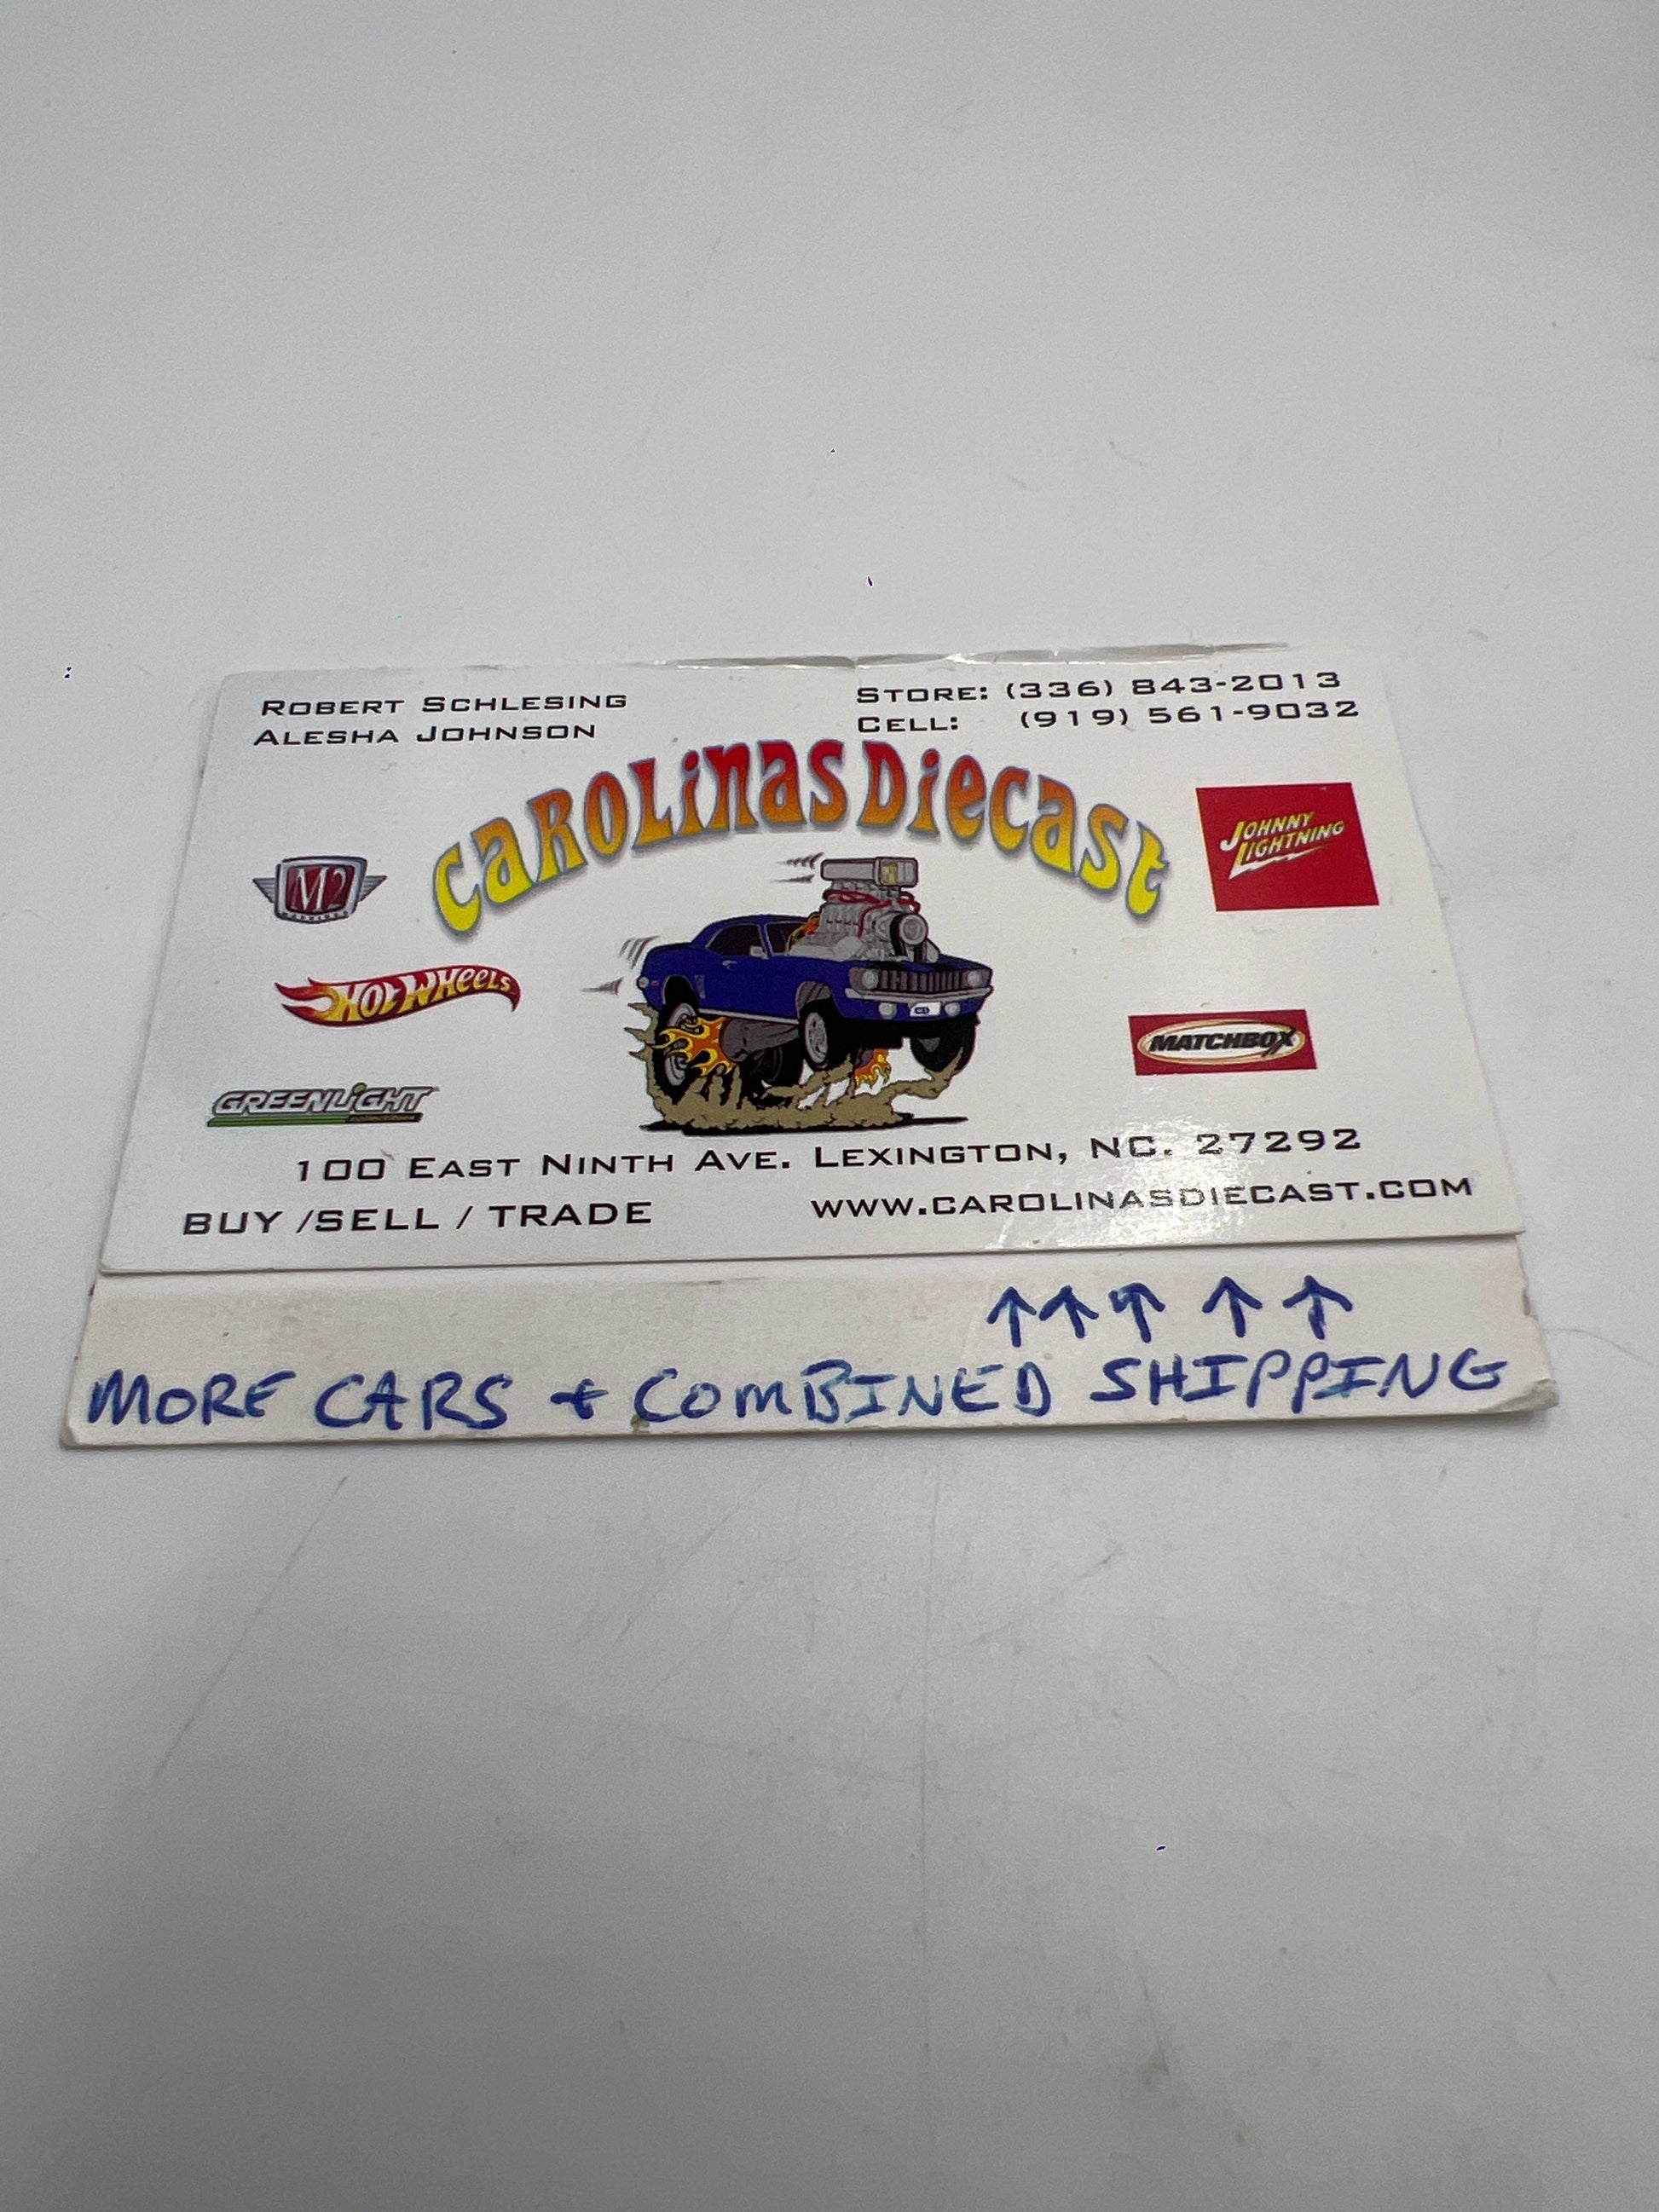 ROBERT SCHLESING
ALESHA JOHNSON
STORE: (336) 843-2013
CELL: (919) 561-9032
CAROLINAS DIECAST
M2
JOHNNY
LIGHTNING
HOT WHEELS
MATCHBOX
GREENLIGHT
100 EAST NINTH AVE. LEXINGTON, NC. 27292
BUY /SELL / TRADE
WWW.CAROLINASDIECAST.COM
↑ ↑ ↑ ↑ ↑
MORE CARS + COMBINED SHIPPING